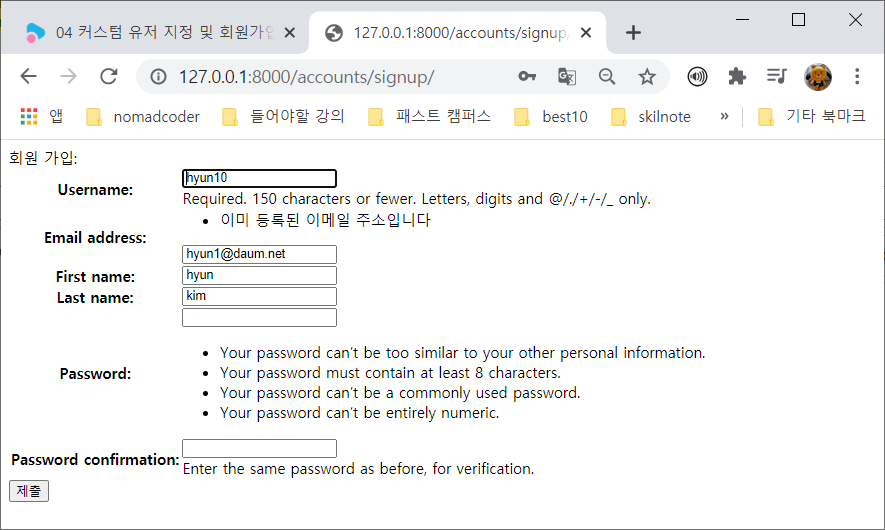 04 커스텀 유저 지정 및 회원가입
127.0.0.1:8000/accounts/signup/
127.0.0.1:8000/accounts/signup/
앱 nomadcoder 들어야할 강의 패스트 캠퍼스 best10 skilnote » 기타 북마크
회원 가입:
Username: hyun10
Required. 150 characters or fewer. Letters, digits and @/./+/-/_ only.
• 이미 등록된 이메일 주소입니다
Email address:
hyun1@daum.net
First name: hyun
Last name: kim
• Your password can't be too similar to your other personal information.
• Your password must contain at least 8 characters.
Password:
• Your password can't be a commonly used password.
• Your password can't be entirely numeric.
Password confirmation:
Enter the same password as before, for verification.
제출